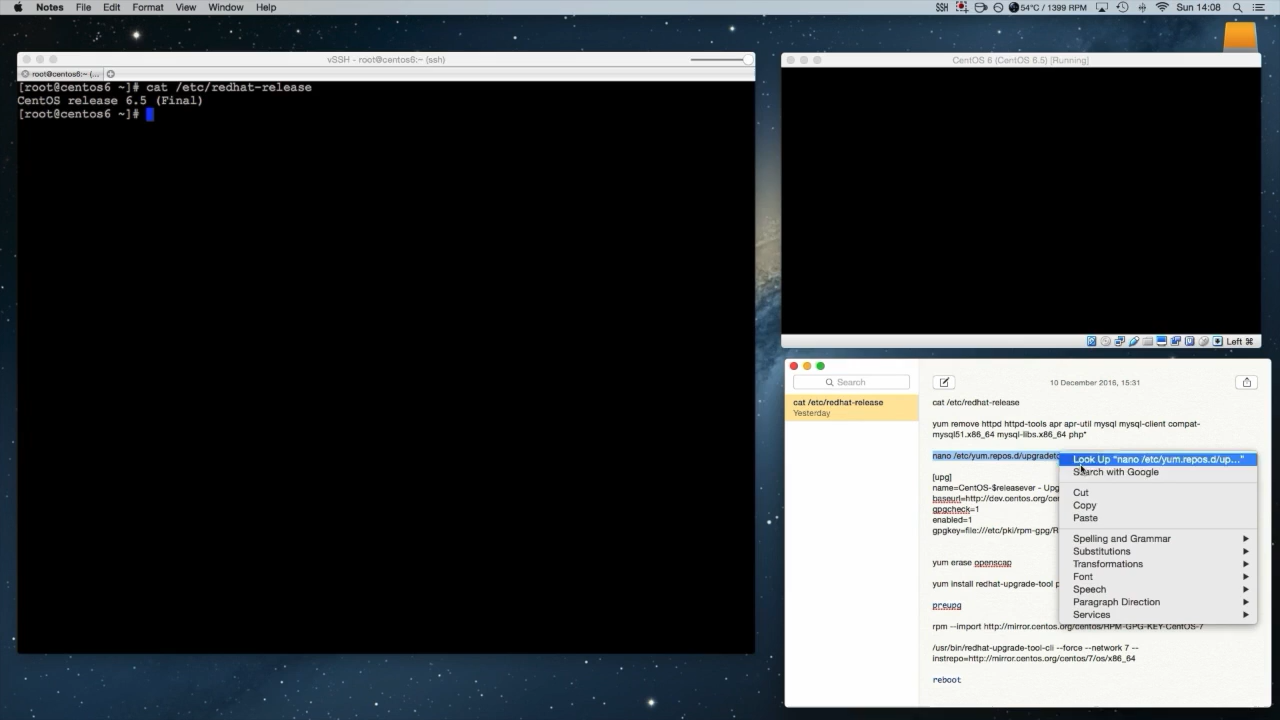 Notes File Edit Format View Window Help
SSH 54°C / 1399 RPM Sun 14:08
vSSH - root@centos6:~ (ssh)
root@centos6:~ (...
[root@centos6 ~]# cat /etc/redhat-release
CentOS release 6.5 (Final)
[root@centos6 ~]#
CentOS 6 (CentOS 6.5) [Running]
Left ⌘
Search
cat /etc/redhat-release
Yesterday
10 December 2016, 15:31
cat /etc/redhat-release
yum remove httpd httpd-tools apr apr-util mysql mysql-client compat-
mysql51.x86_64 mysql-libs.x86_64 php*
nano /etc/yum.repos.d/upgradeto
[upg]
name=CentOS-$releasever - Upg
baseurl=http://dev.centos.org/cen
gpgcheck=1
enabled=1
gpgkey=file:///etc/pki/rpm-gpg/R
yum erase openscap
yum install redhat-upgrade-tool p
preupg
rpm --import http://mirror.centos.org/centos/RPM-GPG-KEY-CentOS-7
/usr/bin/redhat-upgrade-tool-cli --force --network 7 --
instrepo=http://mirror.centos.org/centos/7/os/x86_64
reboot
Look Up “nano /etc/yum.repos.d/up…”
Search with Google
Cut
Copy
Paste
Spelling and Grammar
Substitutions
Transformations
Font
Speech
Paragraph Direction
Services